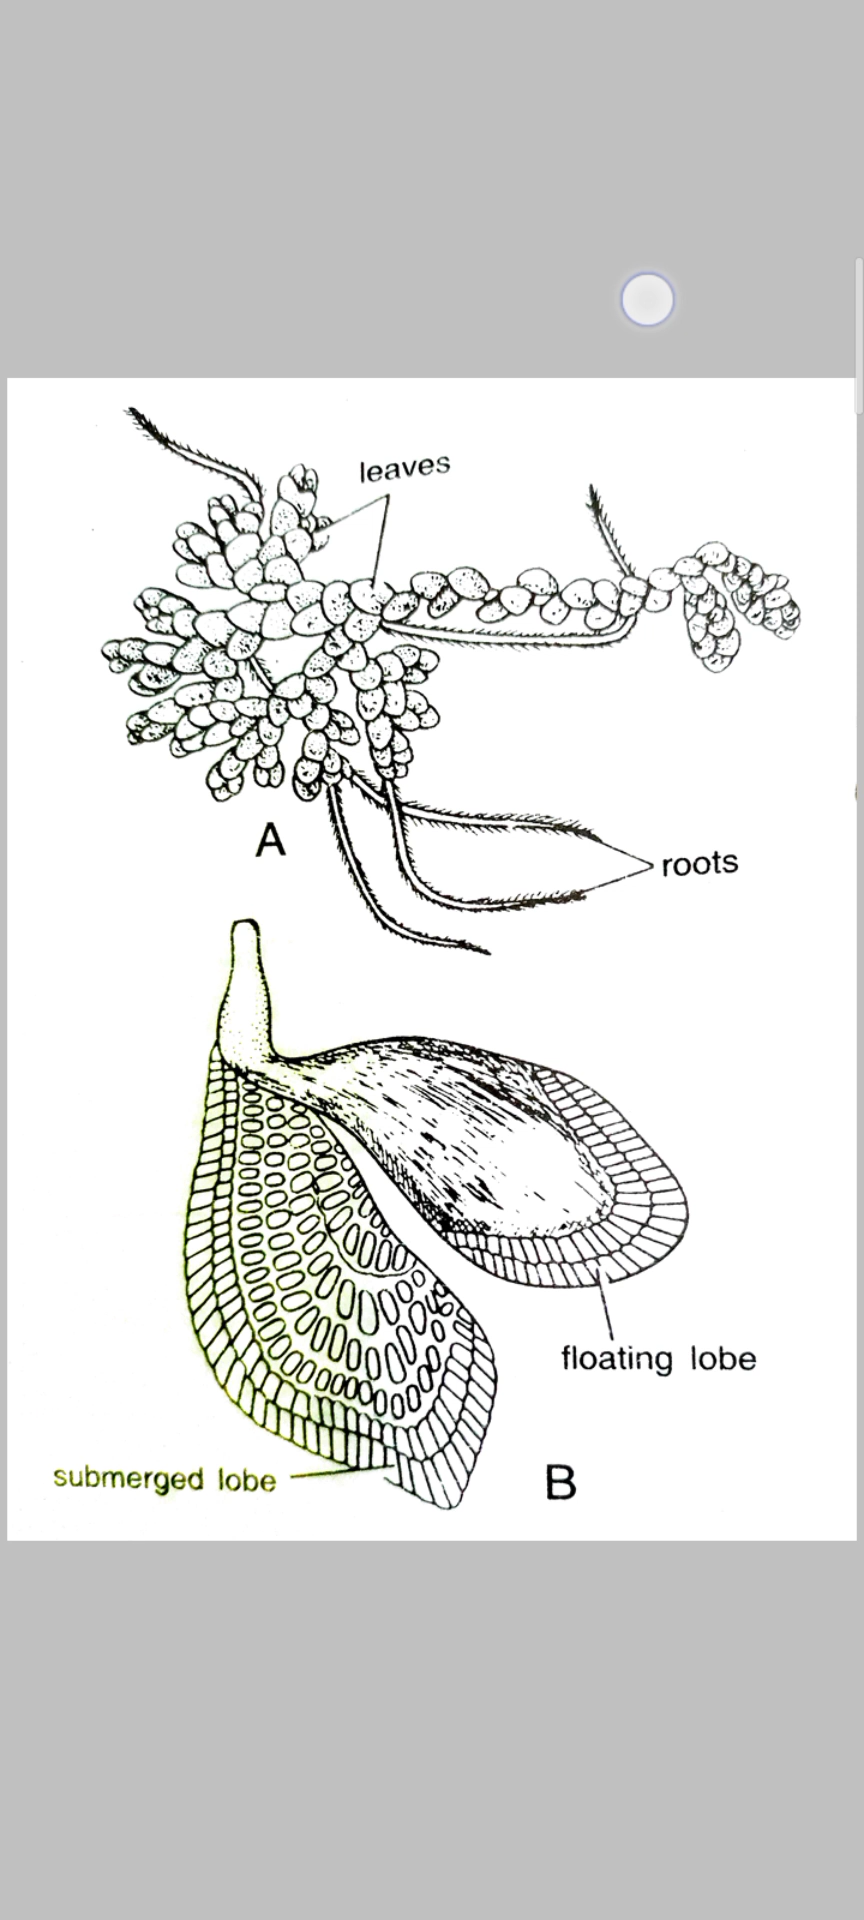 leaves
A
roots
floating lobe
submerged lobe
B